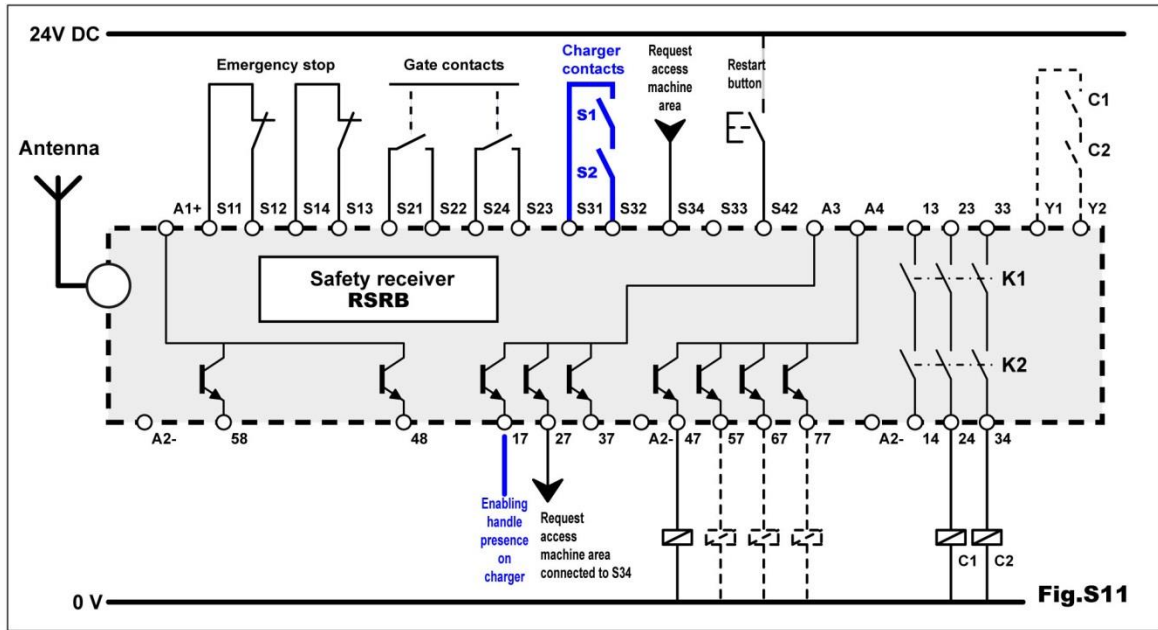 24V DC
Emergency stop
Gate contacts
Charger
contacts
Request
access
machine
area
Restart
button
S1
S2
C1
C2
Antenna
A1+ S11 S12 S14 S13 S21 S22 S24 S23 S31 S32 S34 S33 S42 A3 A4 13 23 33 Y1 Y2
Safety receiver
RSRB
K1
K2
A2- 58 48 17 27 37 A2- 47 57 67 77 A2- 14 24 34
Enabling
handle
presence
on
charger
Request
access
machine area
connected to S34
C1 C2
0 V
Fig.S11